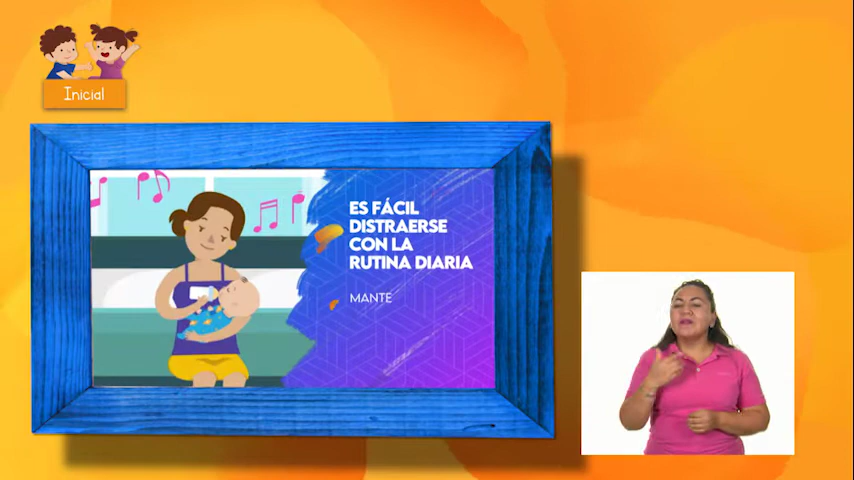 Inicial
ES FÁCIL
DISTRAERSE
CON LA
RUTINA DIARIA
MANTE